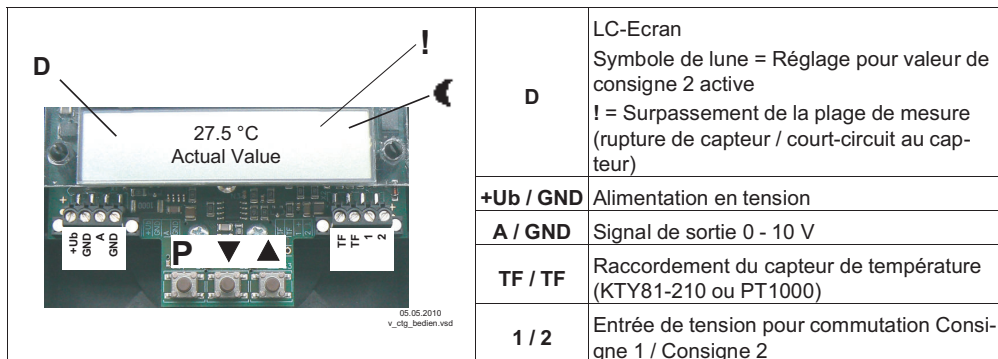 D
!
27.5 °C
Actual Value
+Ub
GND
A
GND
TF
TF
1
2
P ▼ ▲
05.05.2010
v_ctg_bedien.vsd
D
LC-Ecran
Symbole de lune = Réglage pour valeur de
consigne 2 active
! = Surpassement de la plage de mesure
(rupture de capteur / court-circuit au cap-
teur)
+Ub / GND Alimentation en tension
A / GND Signal de sortie 0 - 10 V
TF / TF
Raccordement du capteur de température
(KTY81-210 ou PT1000)
1 / 2
Entrée de tension pour commutation Consi-
gne 1 / Consigne 2